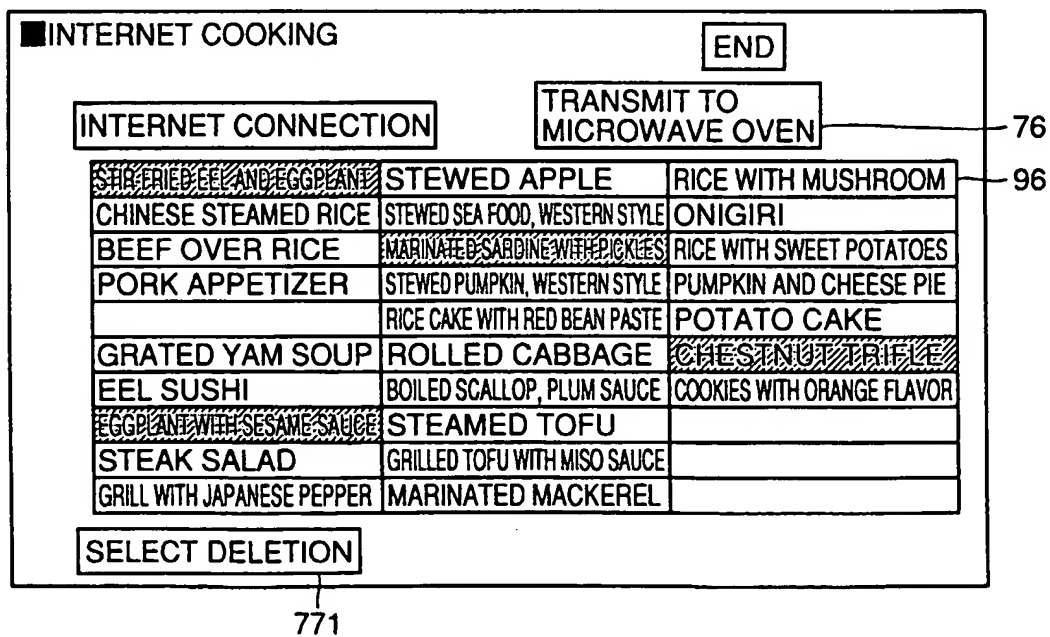 ■INTERNET COOKING
END
INTERNET CONNECTION
TRANSMIT TO
MICROWAVE OVEN
76
STIR-FRIED EEL AND EGGPLANT STEWED APPLE RICE WITH MUSHROOM
96
CHINESE STEAMED RICE STEWED SEA FOOD, WESTERN STYLE ONIGIRI
BEEF OVER RICE MARINATED SARDINE WITH PICKLES RICE WITH SWEET POTATOES
PORK APPETIZER STEWED PUMPKIN, WESTERN STYLE PUMPKIN AND CHEESE PIE
RICE CAKE WITH RED BEAN PASTE POTATO CAKE
GRATED YAM SOUP ROLLED CABBAGE CHESTNUT TRIFLE
EEL SUSHI BOILED SCALLOP, PLUM SAUCE COOKIES WITH ORANGE FLAVOR
EGGPLANT WITH SESAME SAUCE STEAMED TOFU
STEAK SALAD GRILLED TOFU WITH MISO SAUCE
GRILL WITH JAPANESE PEPPER MARINATED MACKEREL
SELECT DELETION
771